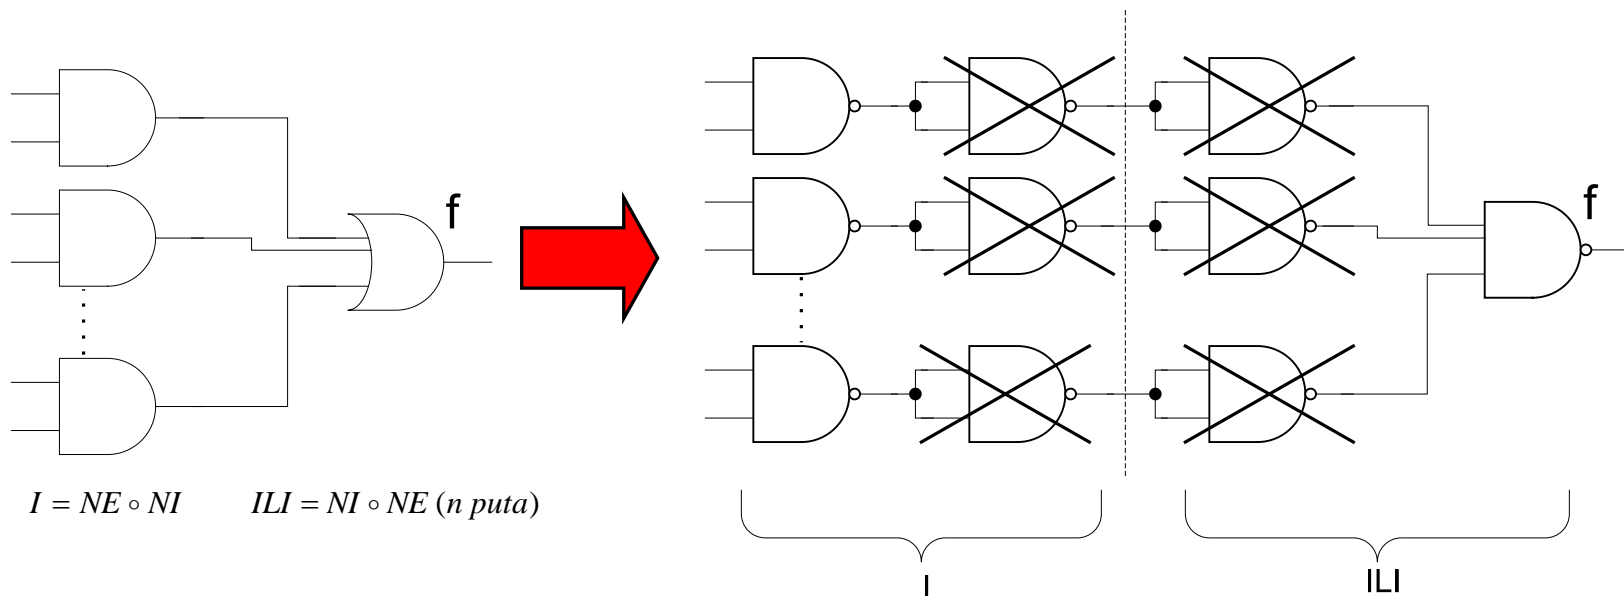 f
f
I = NE ∘ NI
ILI = NI ∘ NE (n puta)
I
ILI